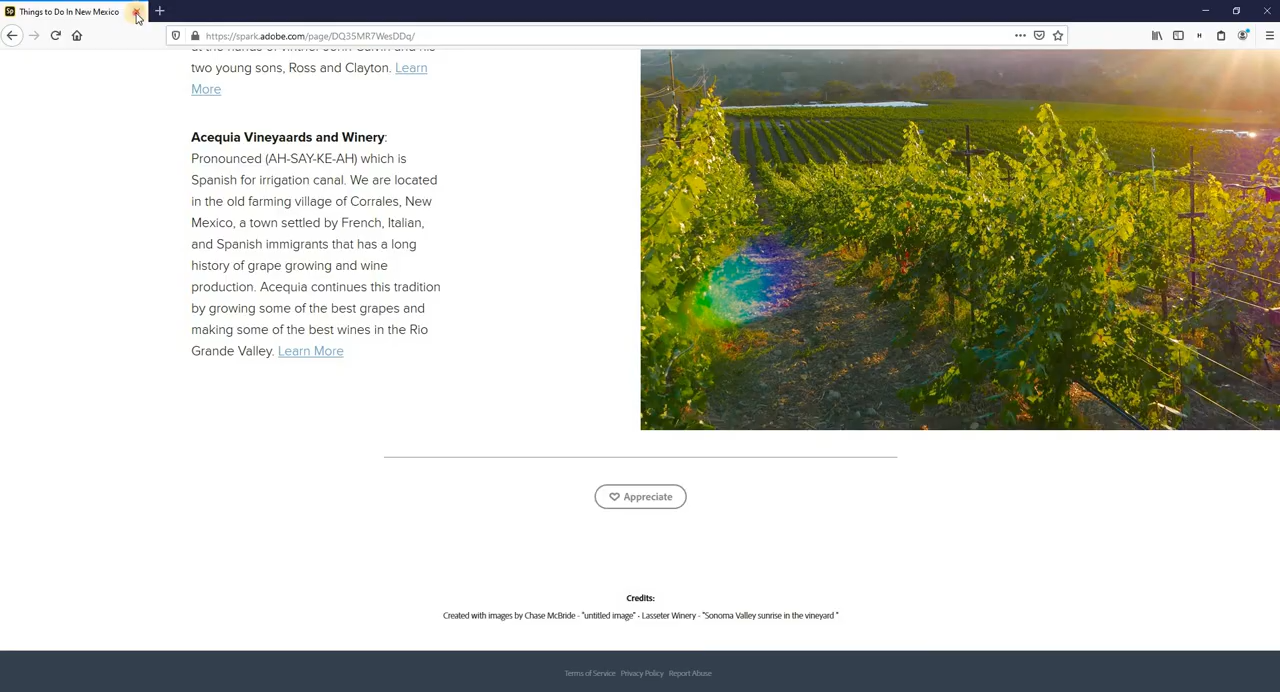 Sp Things to Do In New Mexico
https://spark.adobe.com/page/DQ35MR7WesDDq/
two young sons, Ross and Clayton. Learn
More
Acequia Vineyaards and Winery:
Pronounced (AH-SAY-KE-AH) which is
Spanish for irrigation canal. We are located
in the old farming village of Corrales, New
Mexico, a town settled by French, Italian,
and Spanish immigrants that has a long
history of grape growing and wine
production. Acequia continues this tradition
by growing some of the best grapes and
making some of the best wines in the Rio
Grande Valley. Learn More
Appreciate
Credits:
Created with images by Chase McBride - "untitled image" • Lasseter Winery - "Sonoma Valley sunrise in the vineyard "
Terms of Service Privacy Policy Report Abuse